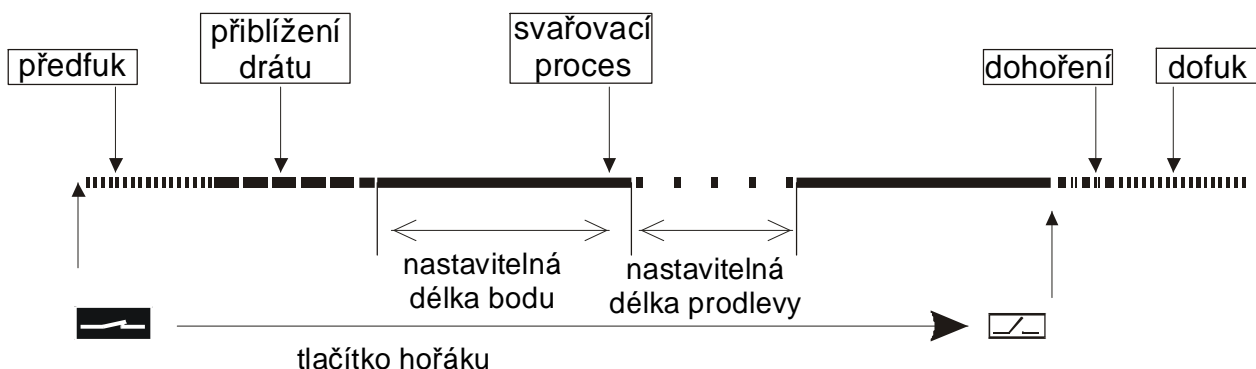 předfuk
přiblížení
drátu
svařovací
proces
dohoření
dofuk
nastavitelná
délka bodu
nastavitelná
délka prodlevy
tlačítko hořáku